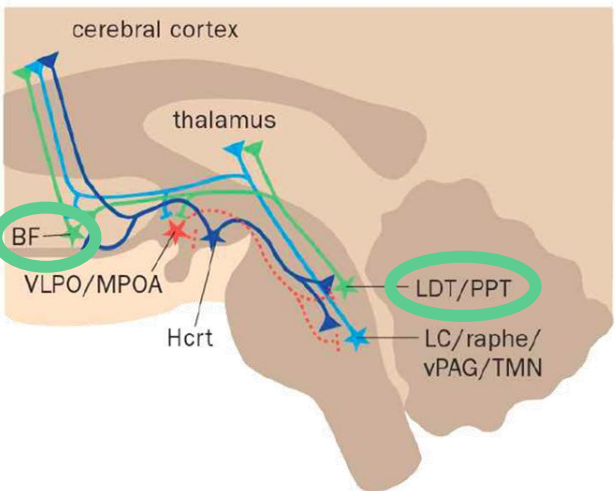 cerebral cortex
thalamus
BF
VLPO/MPOA
LDT/PPT
Hcrt
LC/raphe/
vPAG/TMN